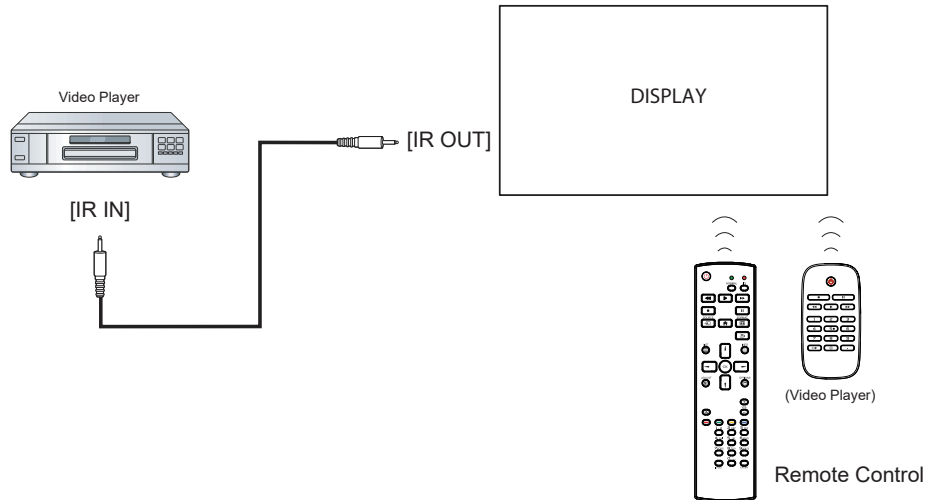 Video Player
DISPLAY
[IR OUT]
[IR IN]
(Video Player)
Remote Control